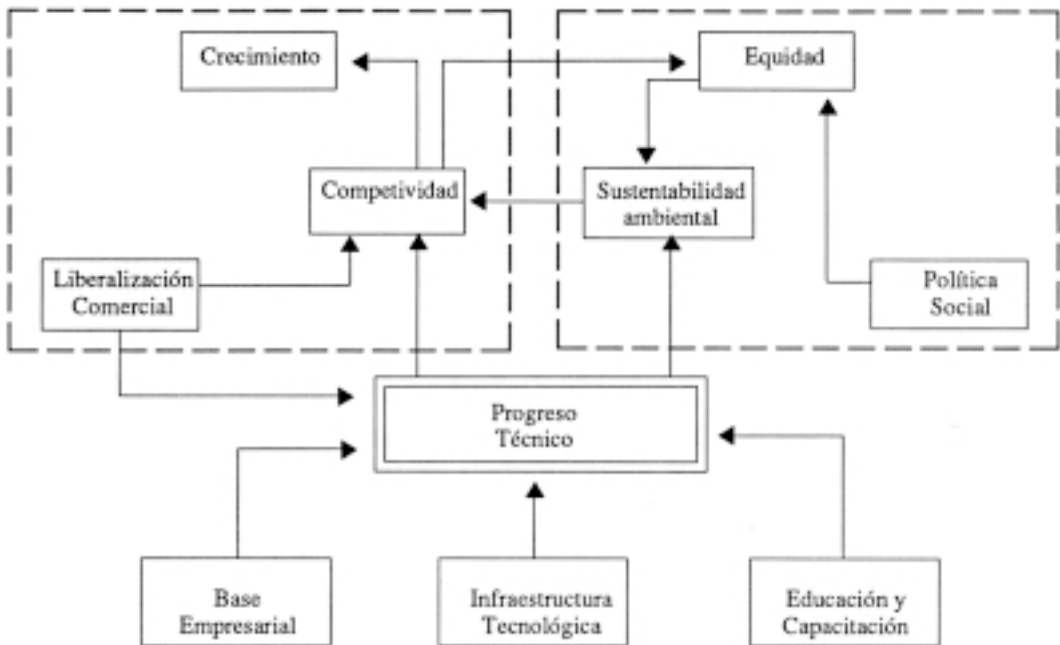 Crecimiento
Equidad
Competividad
Sustentabilidad
ambiental
Liberalización
Comercial
Política
Social
Progreso
Técnico
Base
Empresarial
Infraestructura
Tecnológica
Educación y
Capacitación